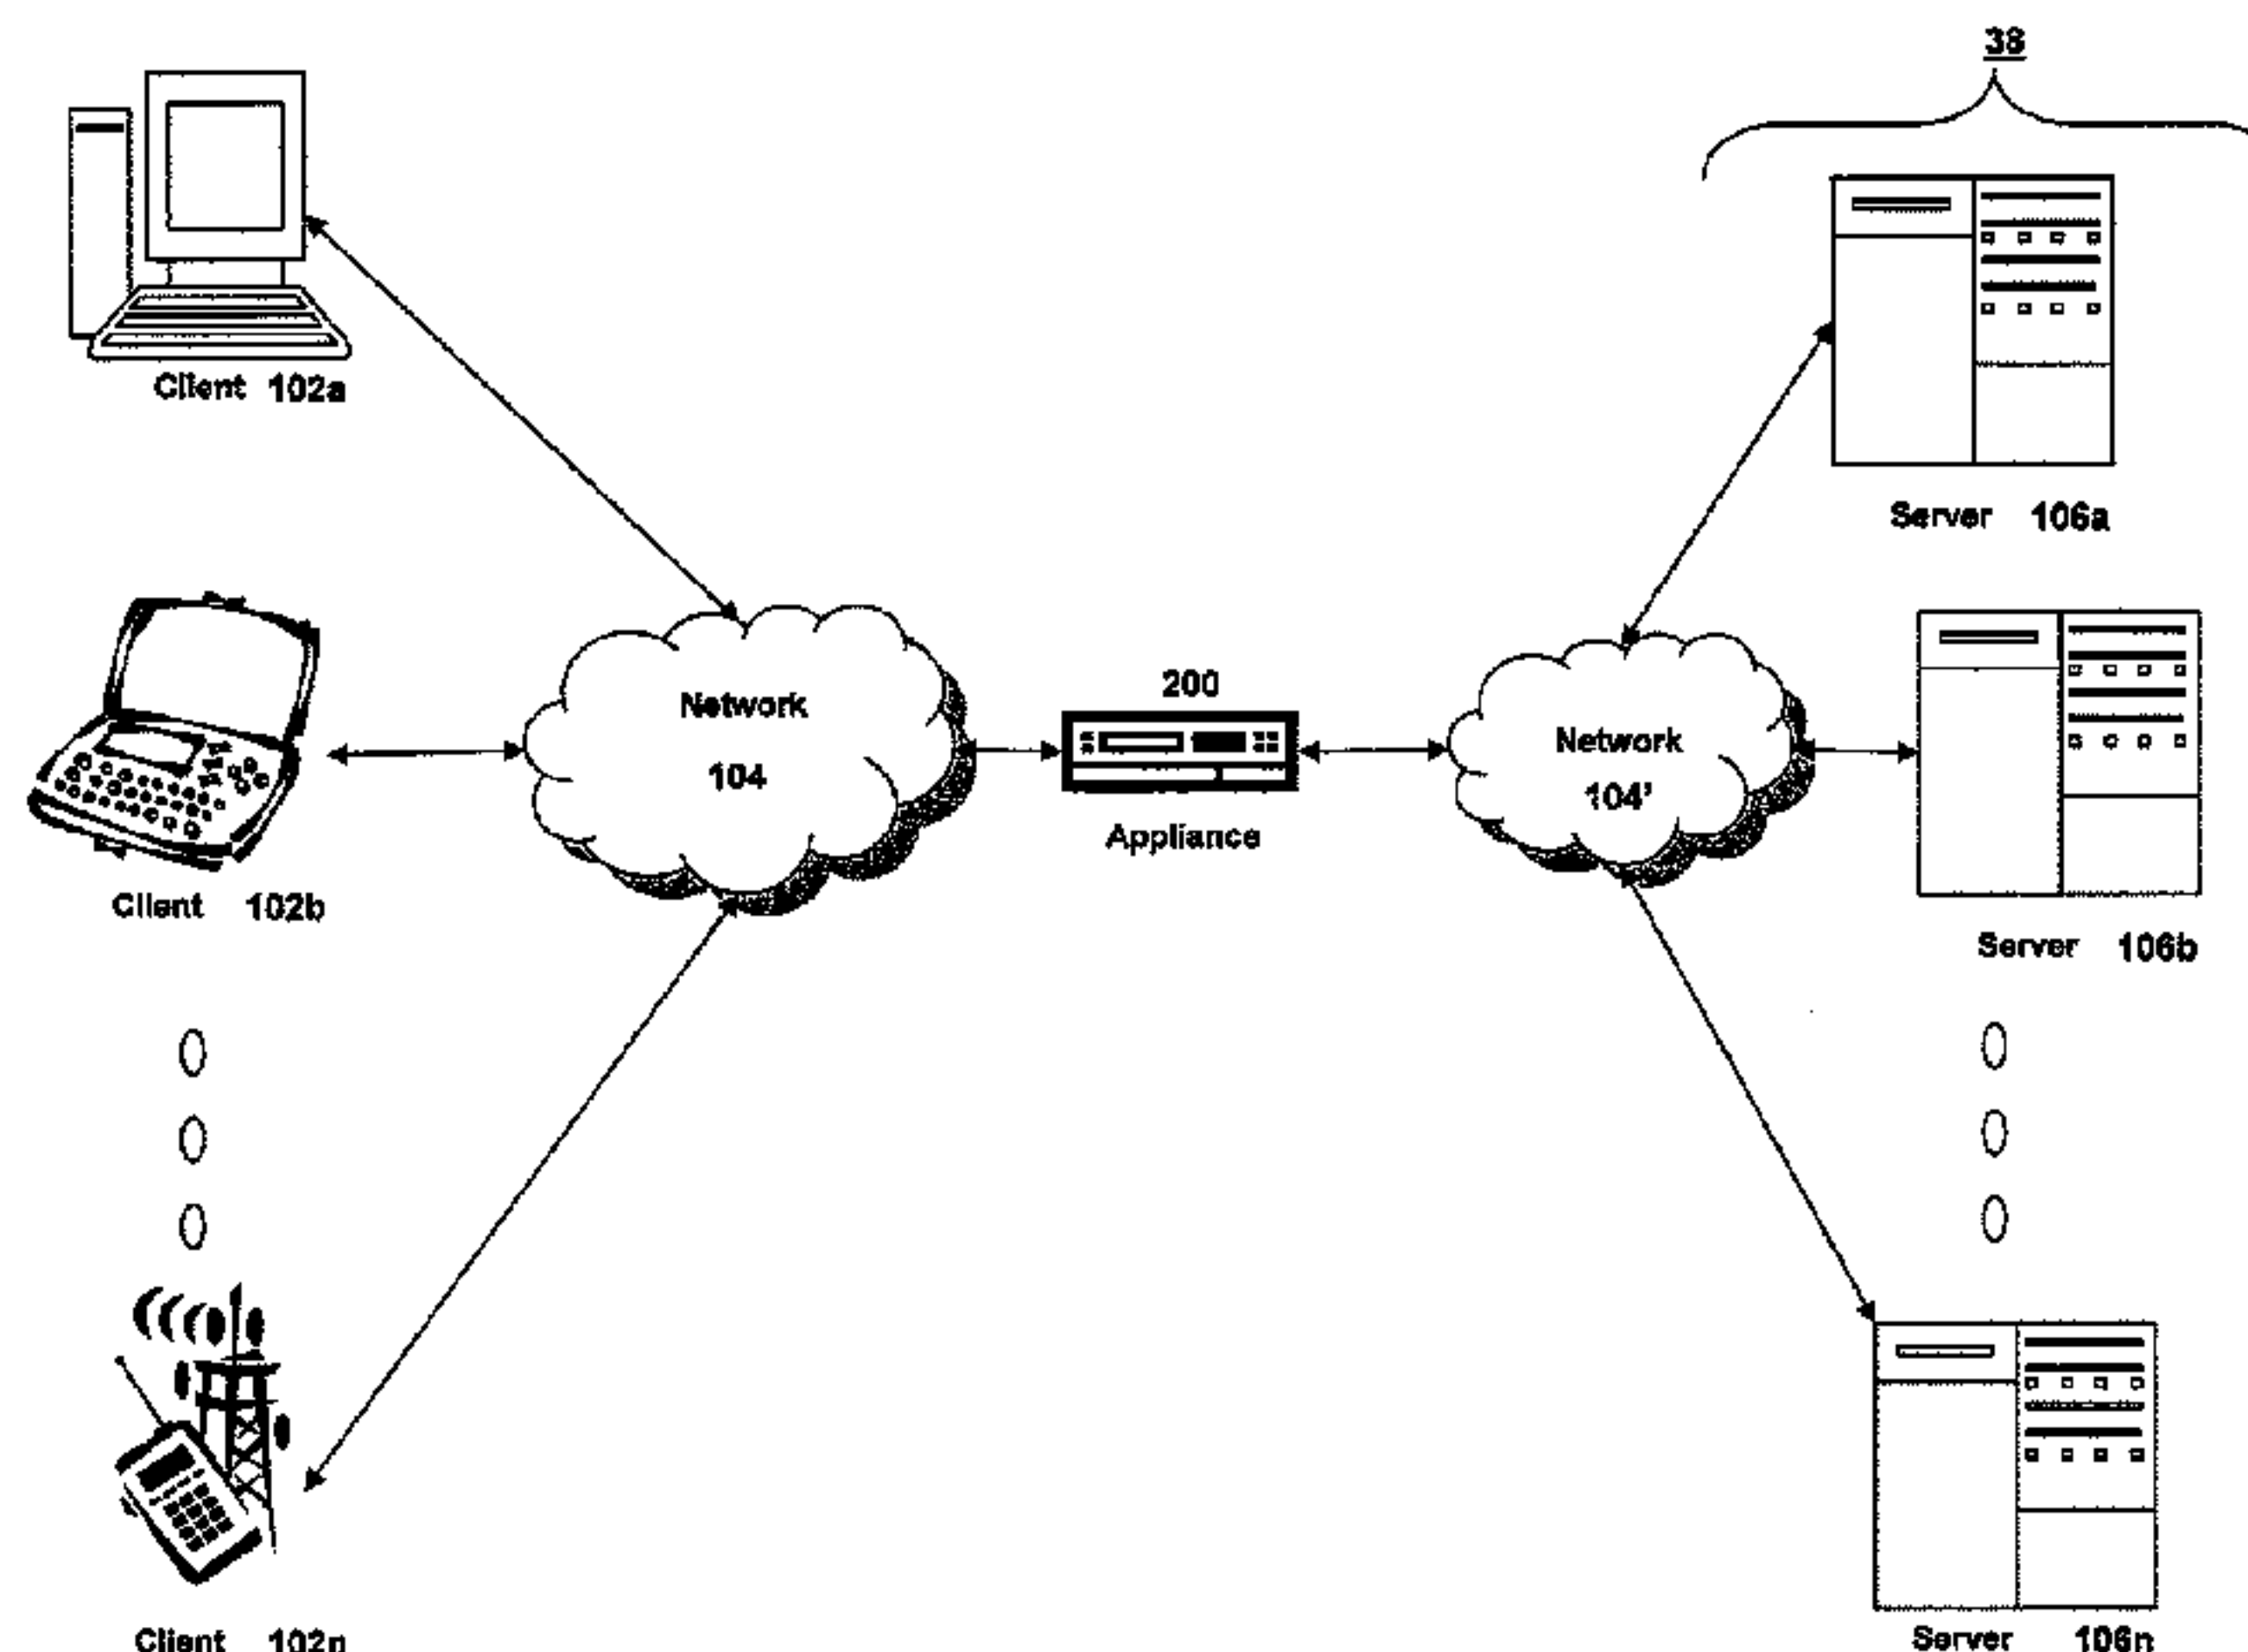 38
Client 102a
Server 106a
Network
104
200
Appliance
Network
104'
Client 102b
Server 106b
Client 102n
Server 106n